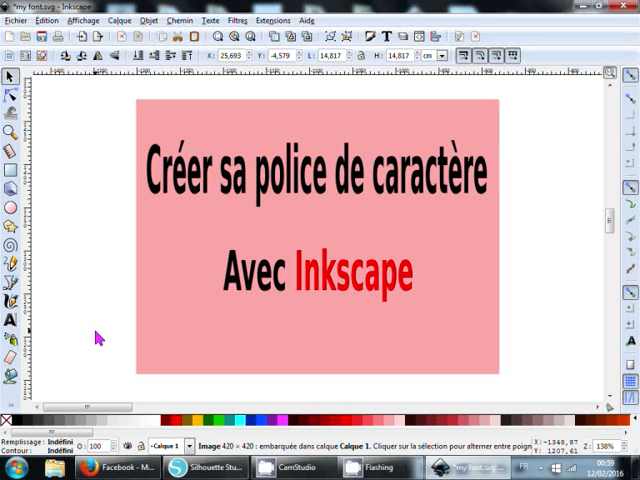 *my font.svg - Inkscape
Fichier Édition Affichage Calque Objet Chemin Texte Filtres Extensions Aide
X: 25,693 Y: -4,579 L: 14,817 H: 14,817 cm
Créer sa police de caractère
Avec Inkscape
Remplissage: Indéfini
Contour: Indéfini
O: 100
-Calque 1
Image 420 × 420 : embarquée dans calque Calque 1. Cliquer sur la sélection pour alterner entre poign
X:-1368,87
Y: 1207,61
Z: 138%
Facebook - M...
Silhouette Stu...
CamStudio
Flashing
*my font.svg ...
FR
00:59
12/02/2016